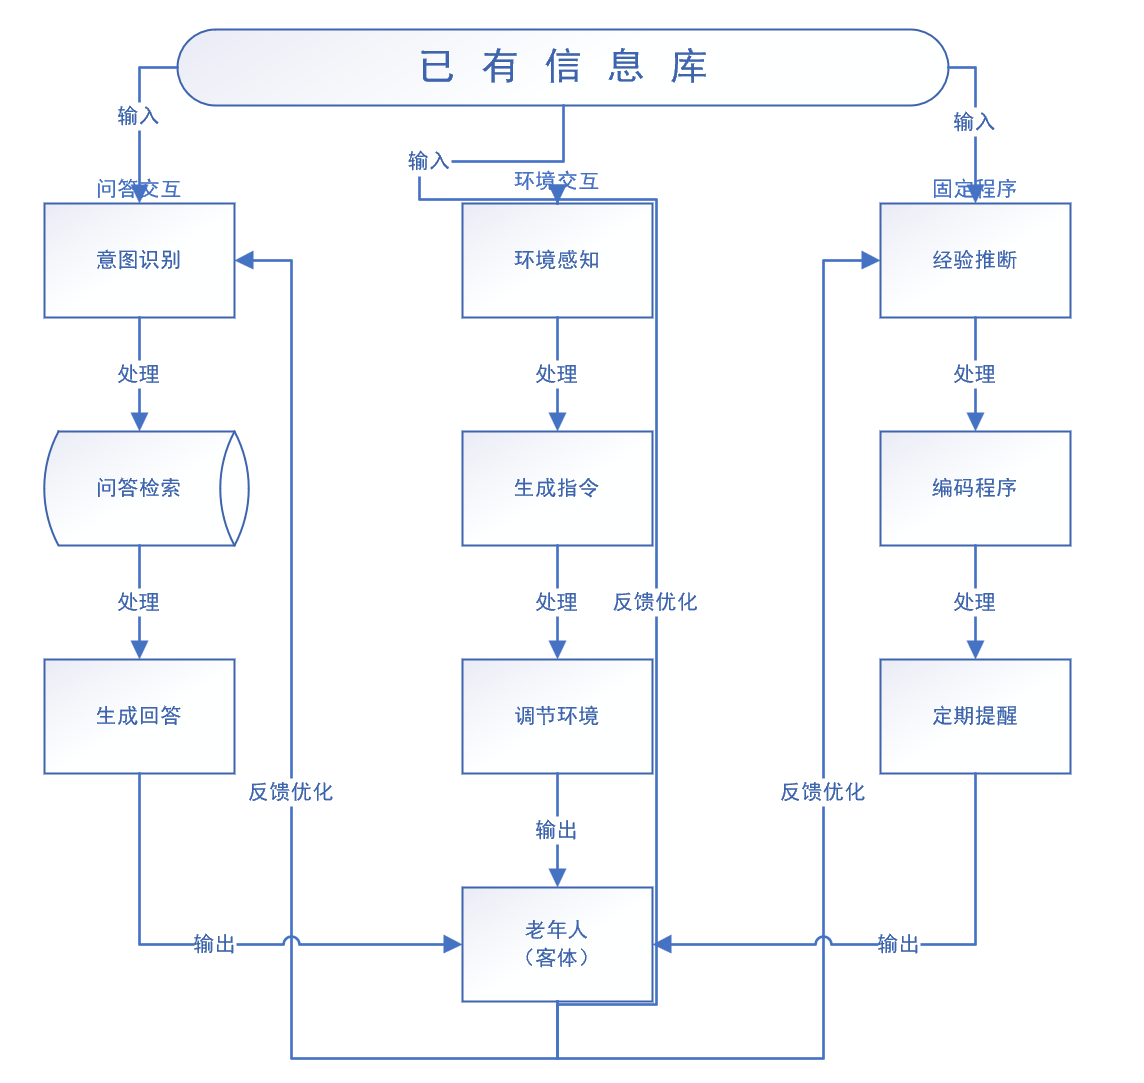 已有信息库
输入
输入
输入
问答交互
环境交互
固定程序
意图识别
环境感知
经验推断
处理
处理
处理
问答检索
生成指令
编码程序
处理
处理
反馈优化
处理
生成回答
调节环境
定期提醒
反馈优化
反馈优化
输出
输出
老年人
（客体）
输出